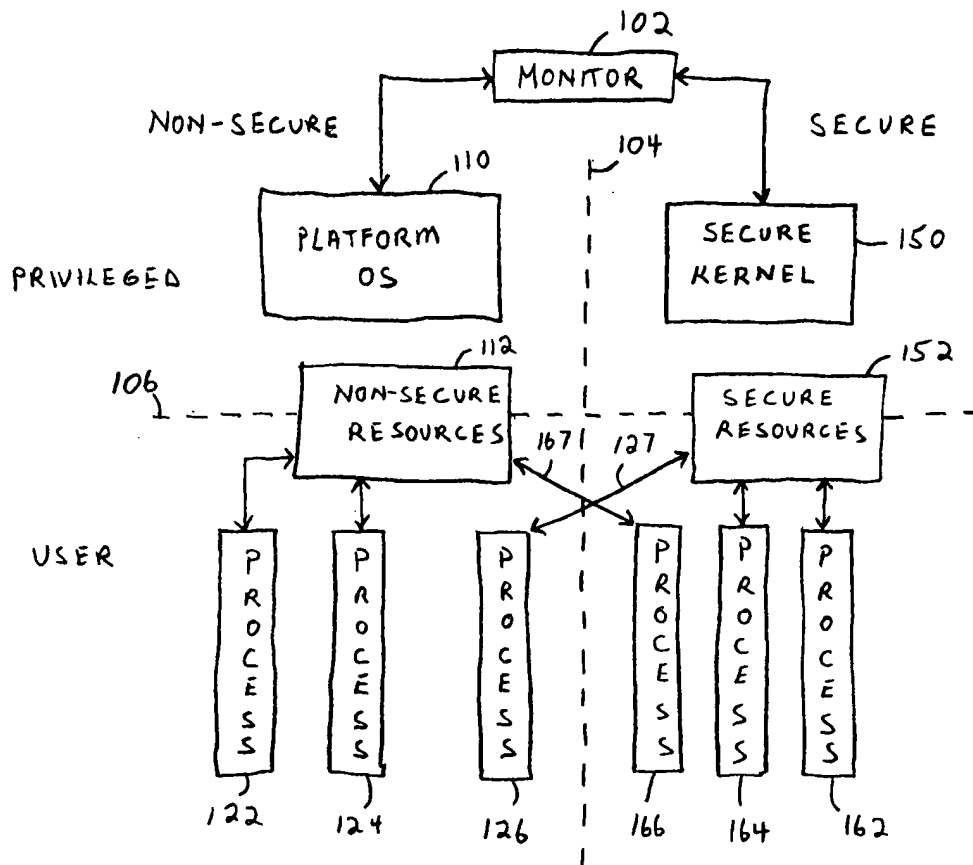 102
MONITOR
NON-SECURE
SECURE
104
110
PLATFORM
OS
SECURE
KERNEL
150
PRIVILEGED
112
152
106
NON-SECURE
RESOURCES
SECURE
RESOURCES
167
127
USER
PROCESS
PROCESS
PROCESS
PROCESS
PROCESS
PROCESS
122
124
126
166
164
162